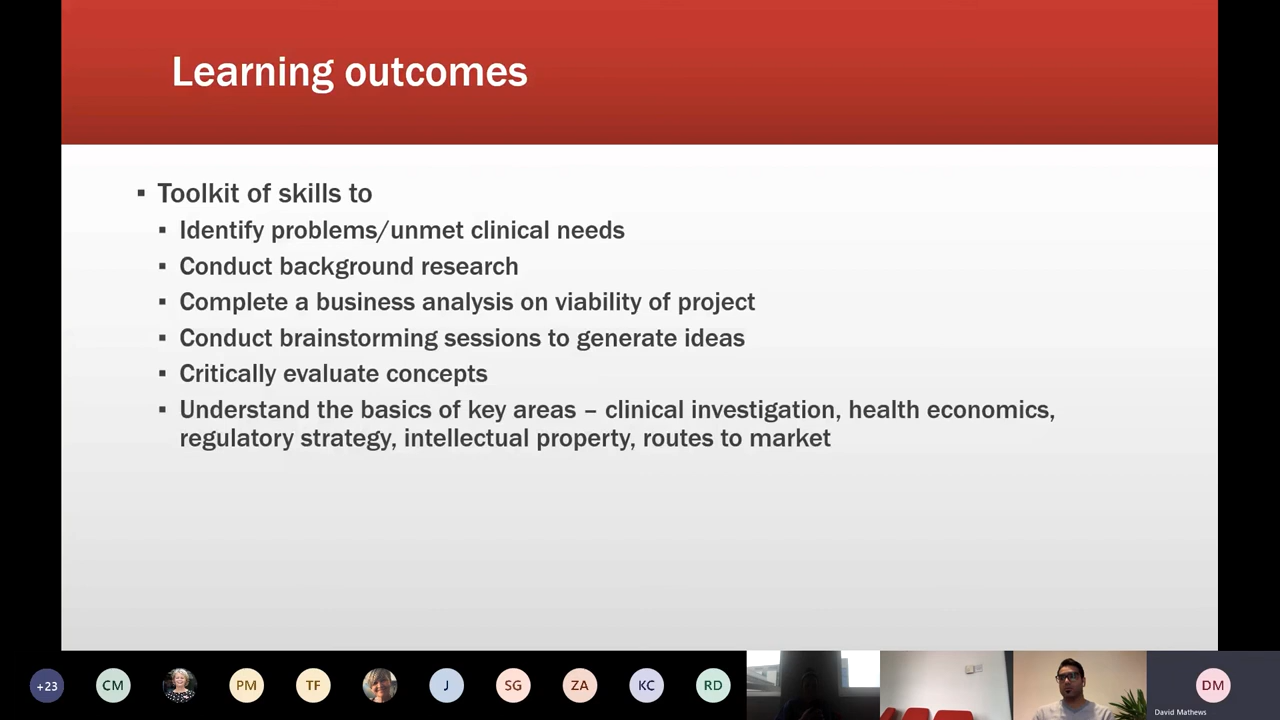 Learning outcomes
▪ Toolkit of skills to
▪ Identify problems/unmet clinical needs
▪ Conduct background research
▪ Complete a business analysis on viability of project
▪ Conduct brainstorming sessions to generate ideas
▪ Critically evaluate concepts
▪ Understand the basics of key areas – clinical investigation, health economics,
regulatory strategy, intellectual property, routes to market
+23 CM PM TF J SG ZA KC RD DM
David Mathews